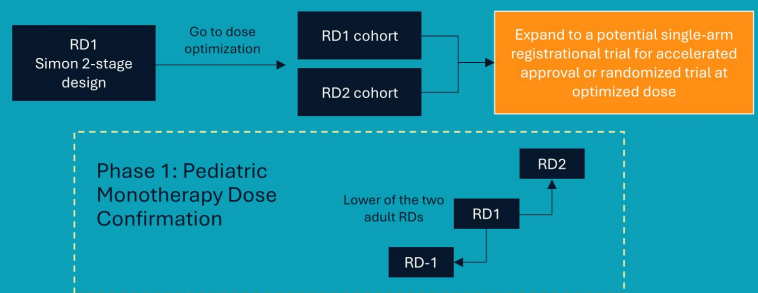 RD1
Simon 2-stage
design
Go to dose
optimization
RD1 cohort
RD2 cohort
Expand to a potential single-arm
registrational trial for accelerated
approval or randomized trial at
optimized dose
Phase 1: Pediatric
Monotherapy Dose
Confirmation
Lower of the two
adult RDs
RD2
RD1
RD-1